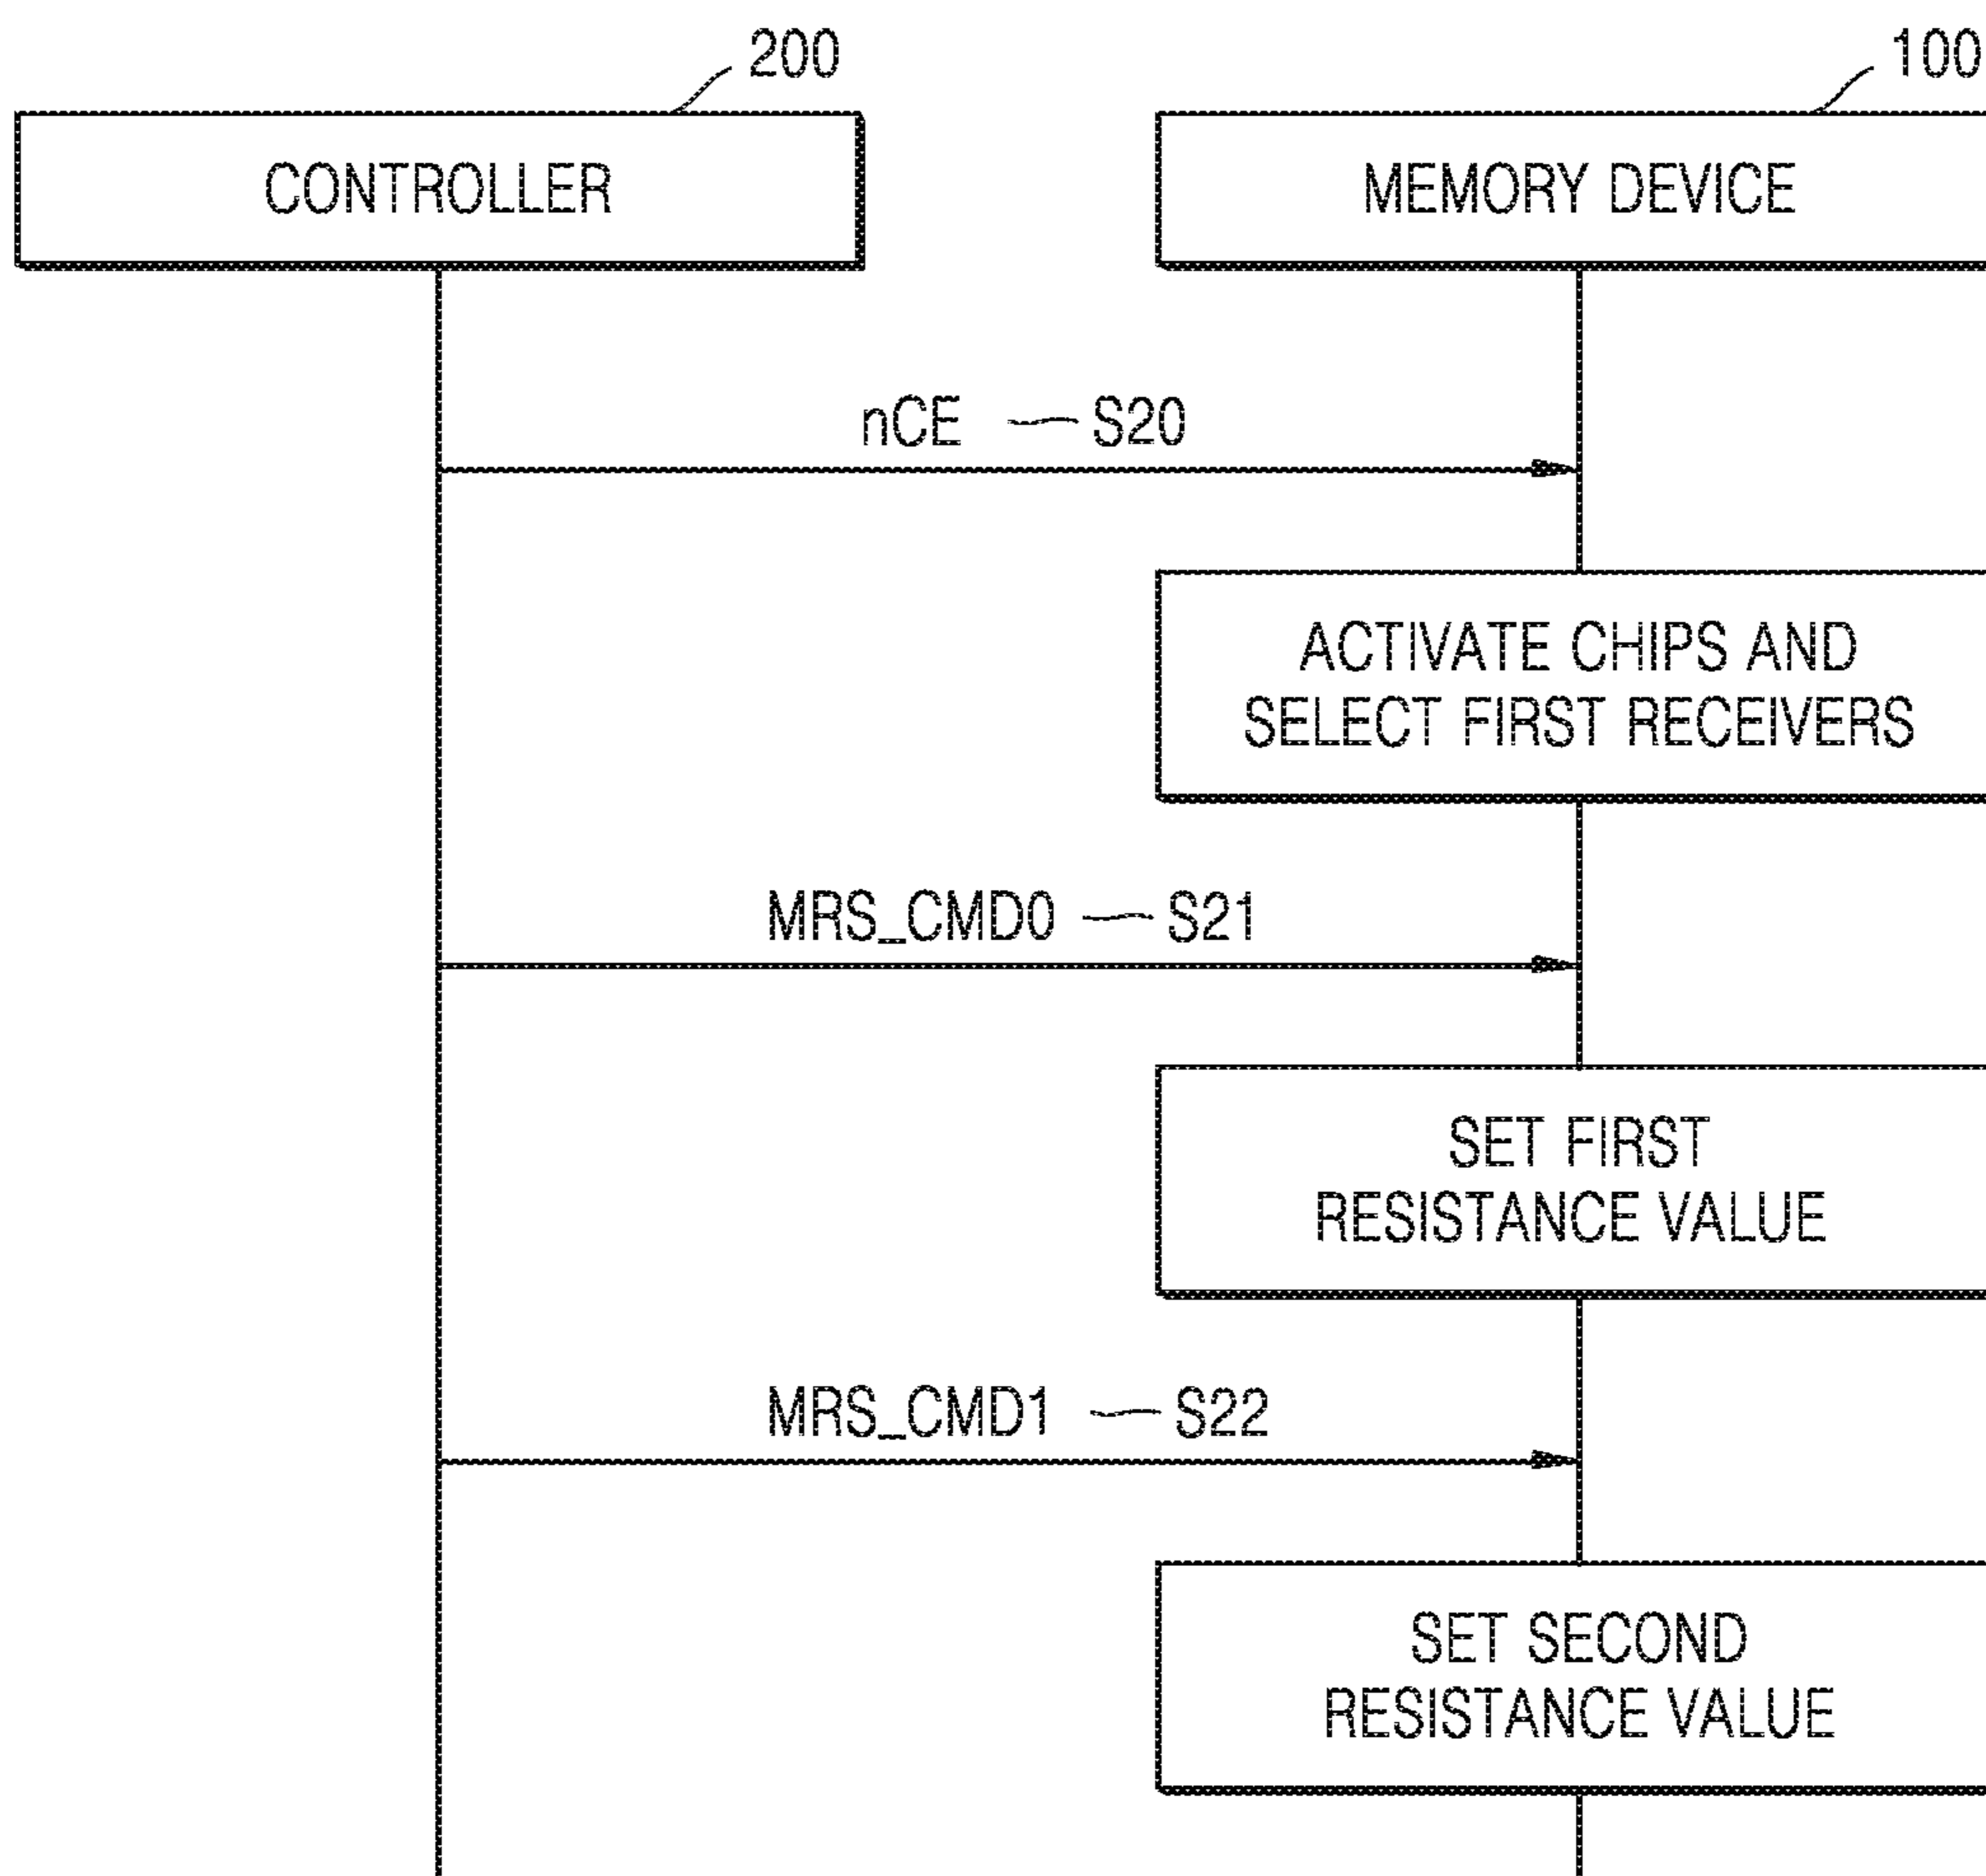 200
100
CONTROLLER
MEMORY DEVICE
nCE S20
ACTIVATE CHIPS AND
SELECT FIRST RECEIVERS
MRS_CMD0 S21
SET FIRST
RESISTANCE VALUE
MRS_CMD1 S22
SET SECOND
RESISTANCE VALUE